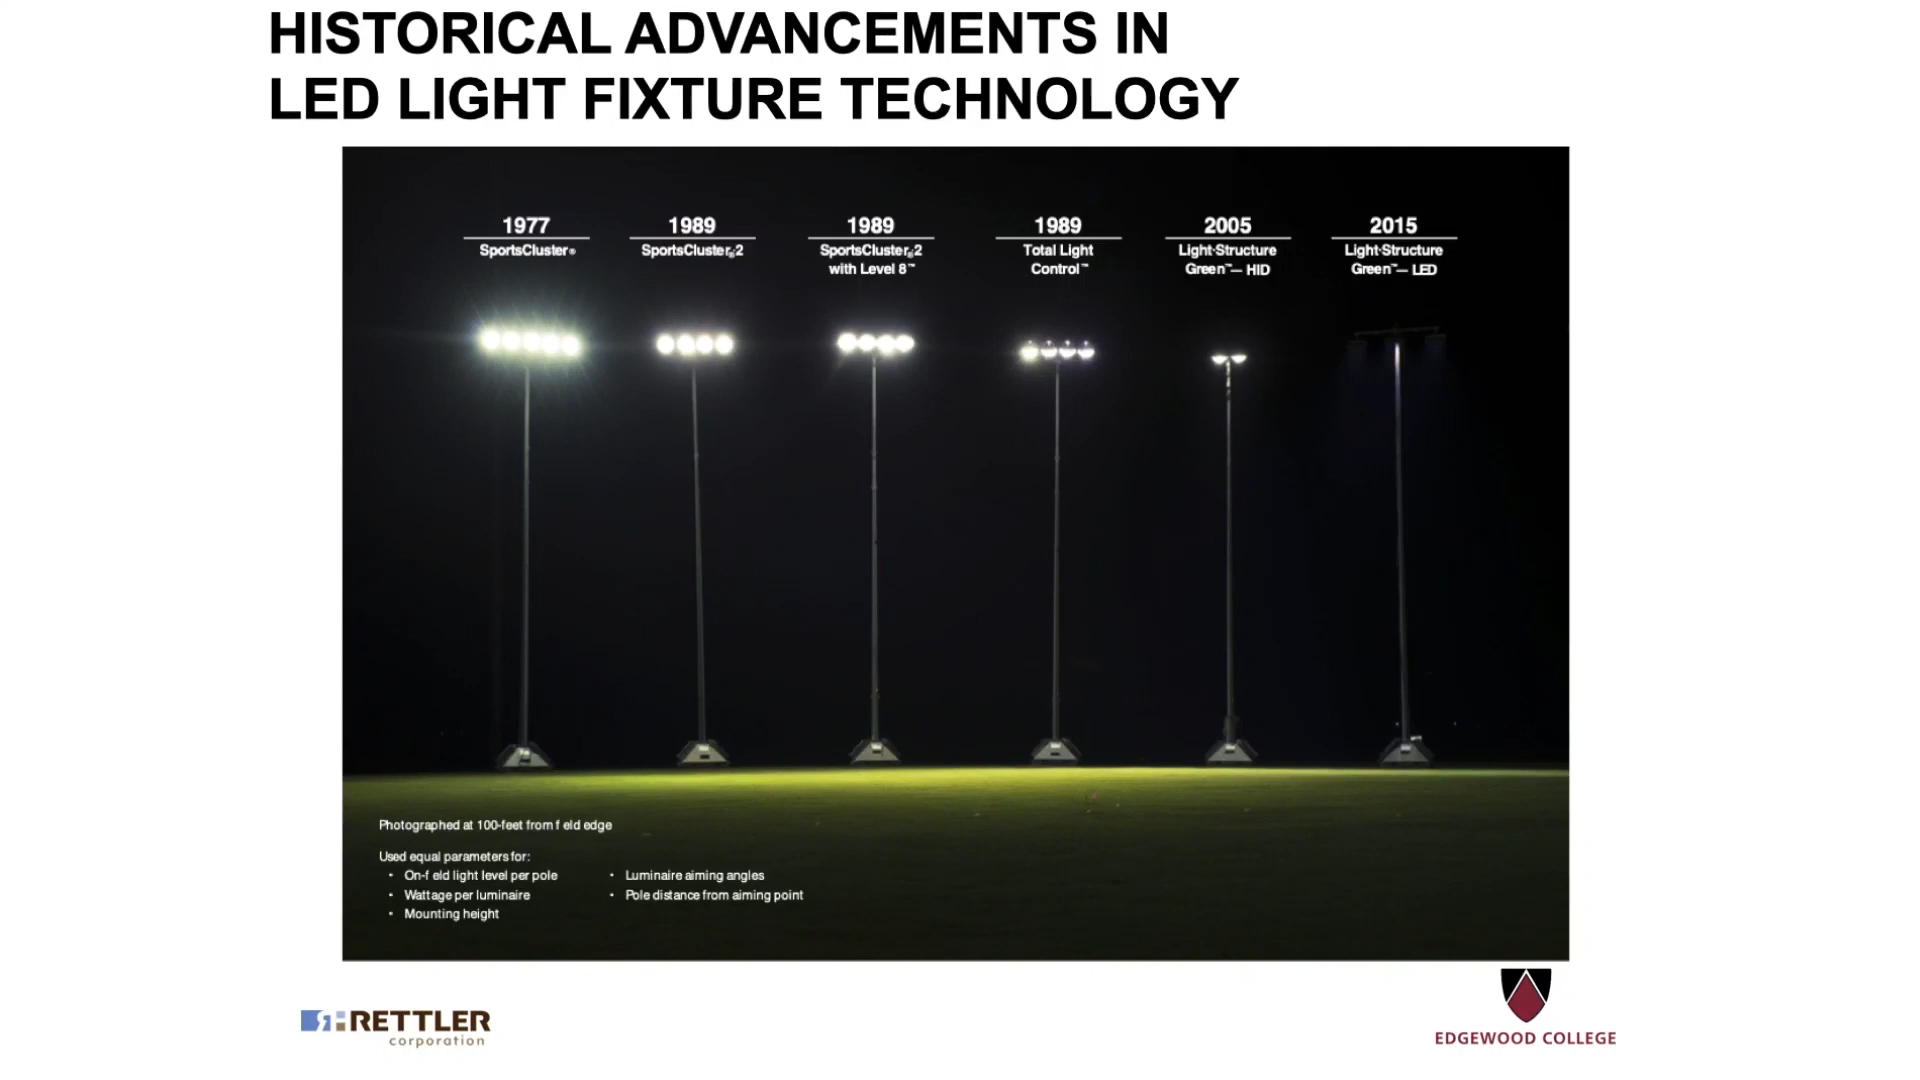 HISTORICAL ADVANCEMENTS IN
LED LIGHT FIXTURE TECHNOLOGY
1977
SportsCluster®
1989
SportsCluster®2
1989
SportsCluster®2
with Level 8™
1989
Total Light
Control™
2005
Light-Structure
Green™— HID
2015
Light-Structure
Green™— LED
Photographed at 100-feet from f eld edge
Used equal parameters for:
• On-f eld light level per pole
• Wattage per luminaire
• Mounting height
• Luminaire aiming angles
• Pole distance from aiming point
RETTLER
corporation
EDGEWOOD COLLEGE